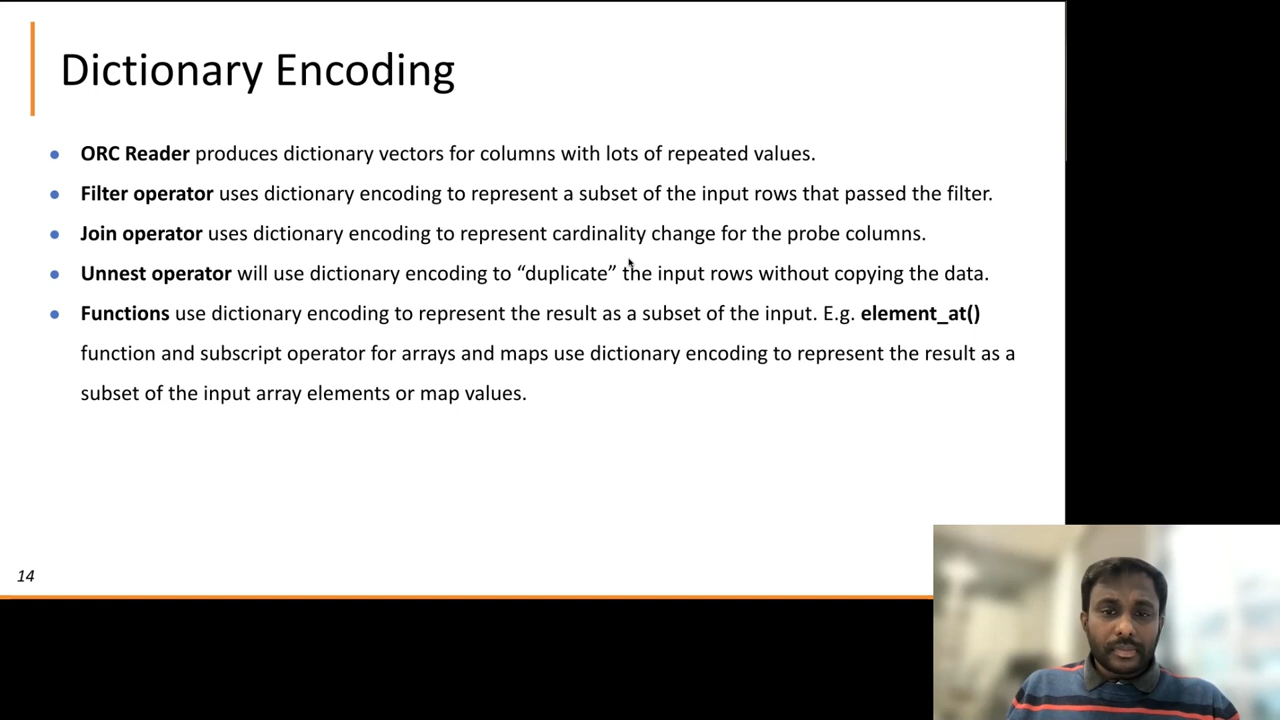 Dictionary Encoding
● ORC Reader produces dictionary vectors for columns with lots of repeated values.
● Filter operator uses dictionary encoding to represent a subset of the input rows that passed the filter.
● Join operator uses dictionary encoding to represent cardinality change for the probe columns.
● Unnest operator will use dictionary encoding to “duplicate” the input rows without copying the data.
● Functions use dictionary encoding to represent the result as a subset of the input. E.g. element_at()
function and subscript operator for arrays and maps use dictionary encoding to represent the result as a
subset of the input array elements or map values.
14